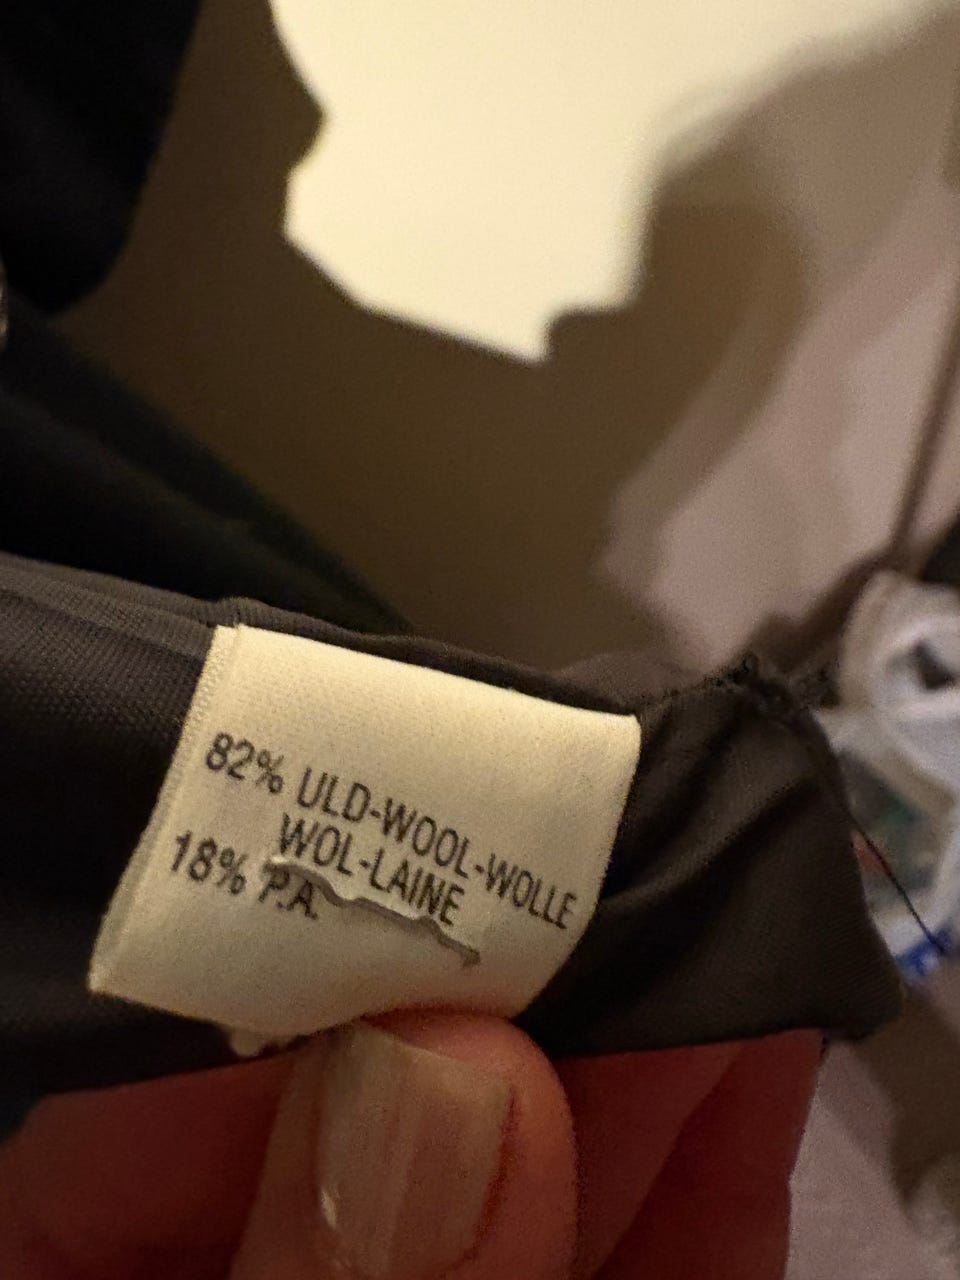 82% ULD-WOOL-WOLLE
WOL-LAINE
18% P.A.